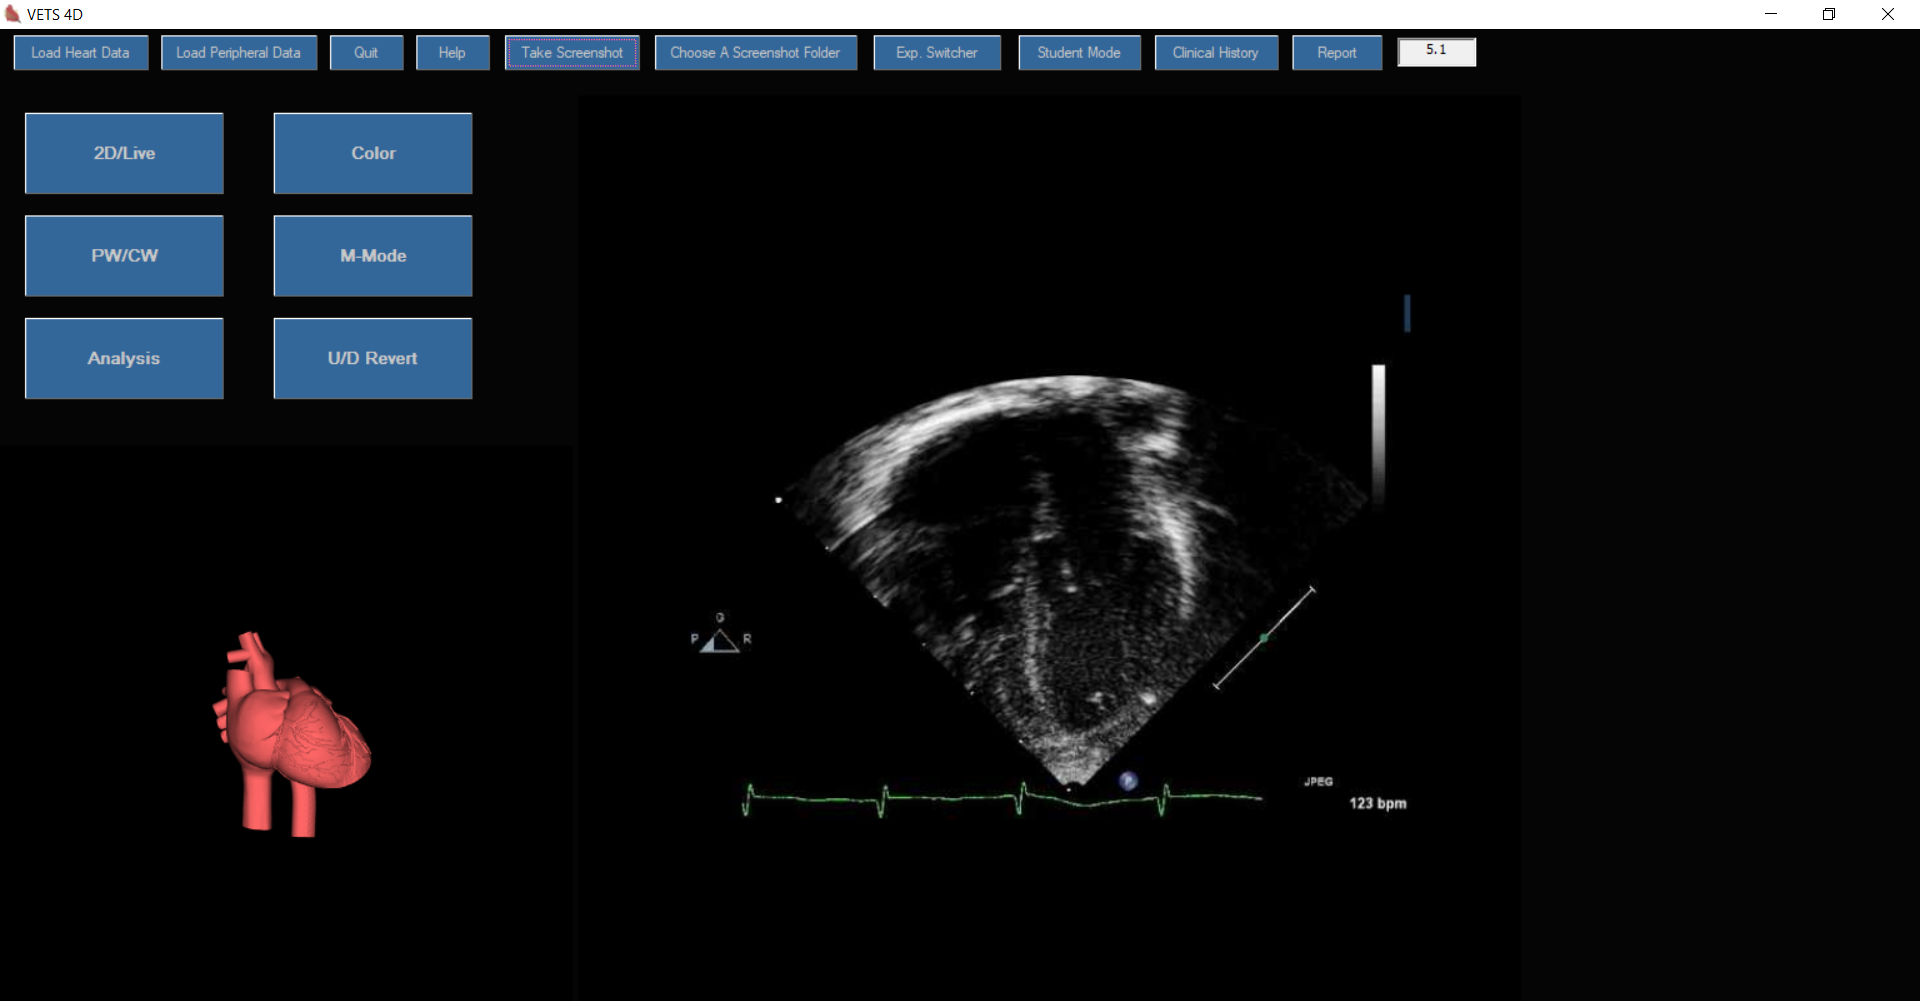 VETS 4D
Load Heart Data Load Peripheral Data Quit Help Take Screenshot Choose A Screenshot Folder Exp. Switcher Student Mode Clinical History Report 5.1
2D/Live Color
PW/CW M-Mode
Analysis U/D Revert
G
P R
P
JPEG
123 bpm